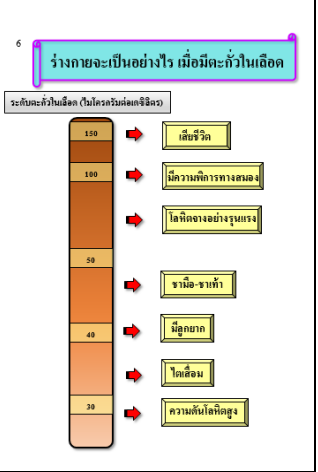 6
ร่างกายจะเป็นอย่างไร เมื่อมีตะกั่วในเลือด
ระดับตะกั่วในเลือด (ไมโครกรัมต่อเดซิลิตร)
150
เสียชีวิต
100
มีความพิการทางสมอง
โลหิตจางอย่างรุนแรง
50
ชามือ-ชาเท้า
40
มีลูกยาก
ไตเสื่อม
30
ความดันโลหิตสูง